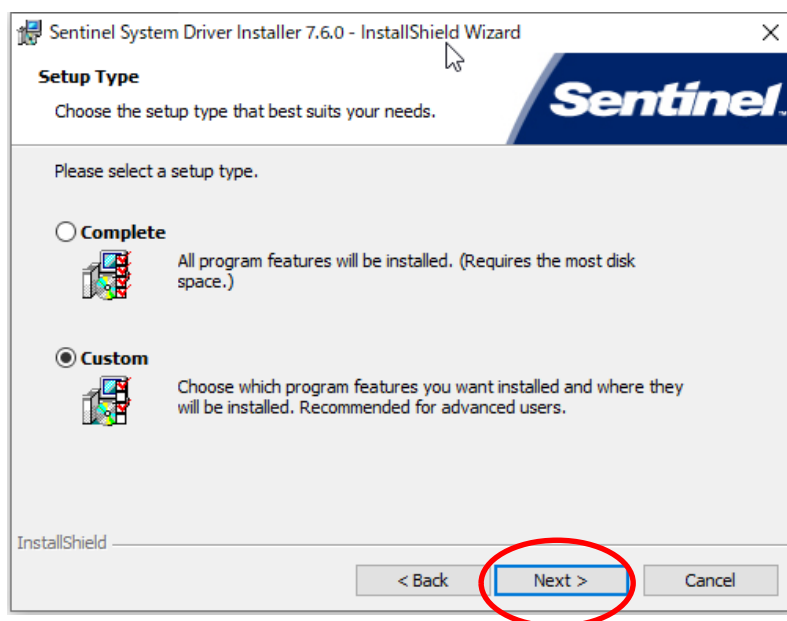 Sentinel System Driver Installer 7.6.0 - InstallShield Wizard
Setup Type
Choose the setup type that best suits your needs.
Sentinel
Please select a setup type.
Complete
All program features will be installed. (Requires the most disk
space.)
Custom
Choose which program features you want installed and where they
will be installed. Recommended for advanced users.
InstallShield
< Back
Next >
Cancel